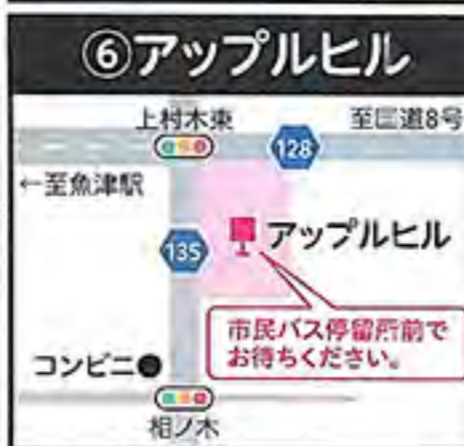 ⑥アップルヒル
上村木東
至国道8号
128
←至魚津駅
135
アップルヒル
市民バス停留所前で
お待ちください。
コンビニ
相ノ木